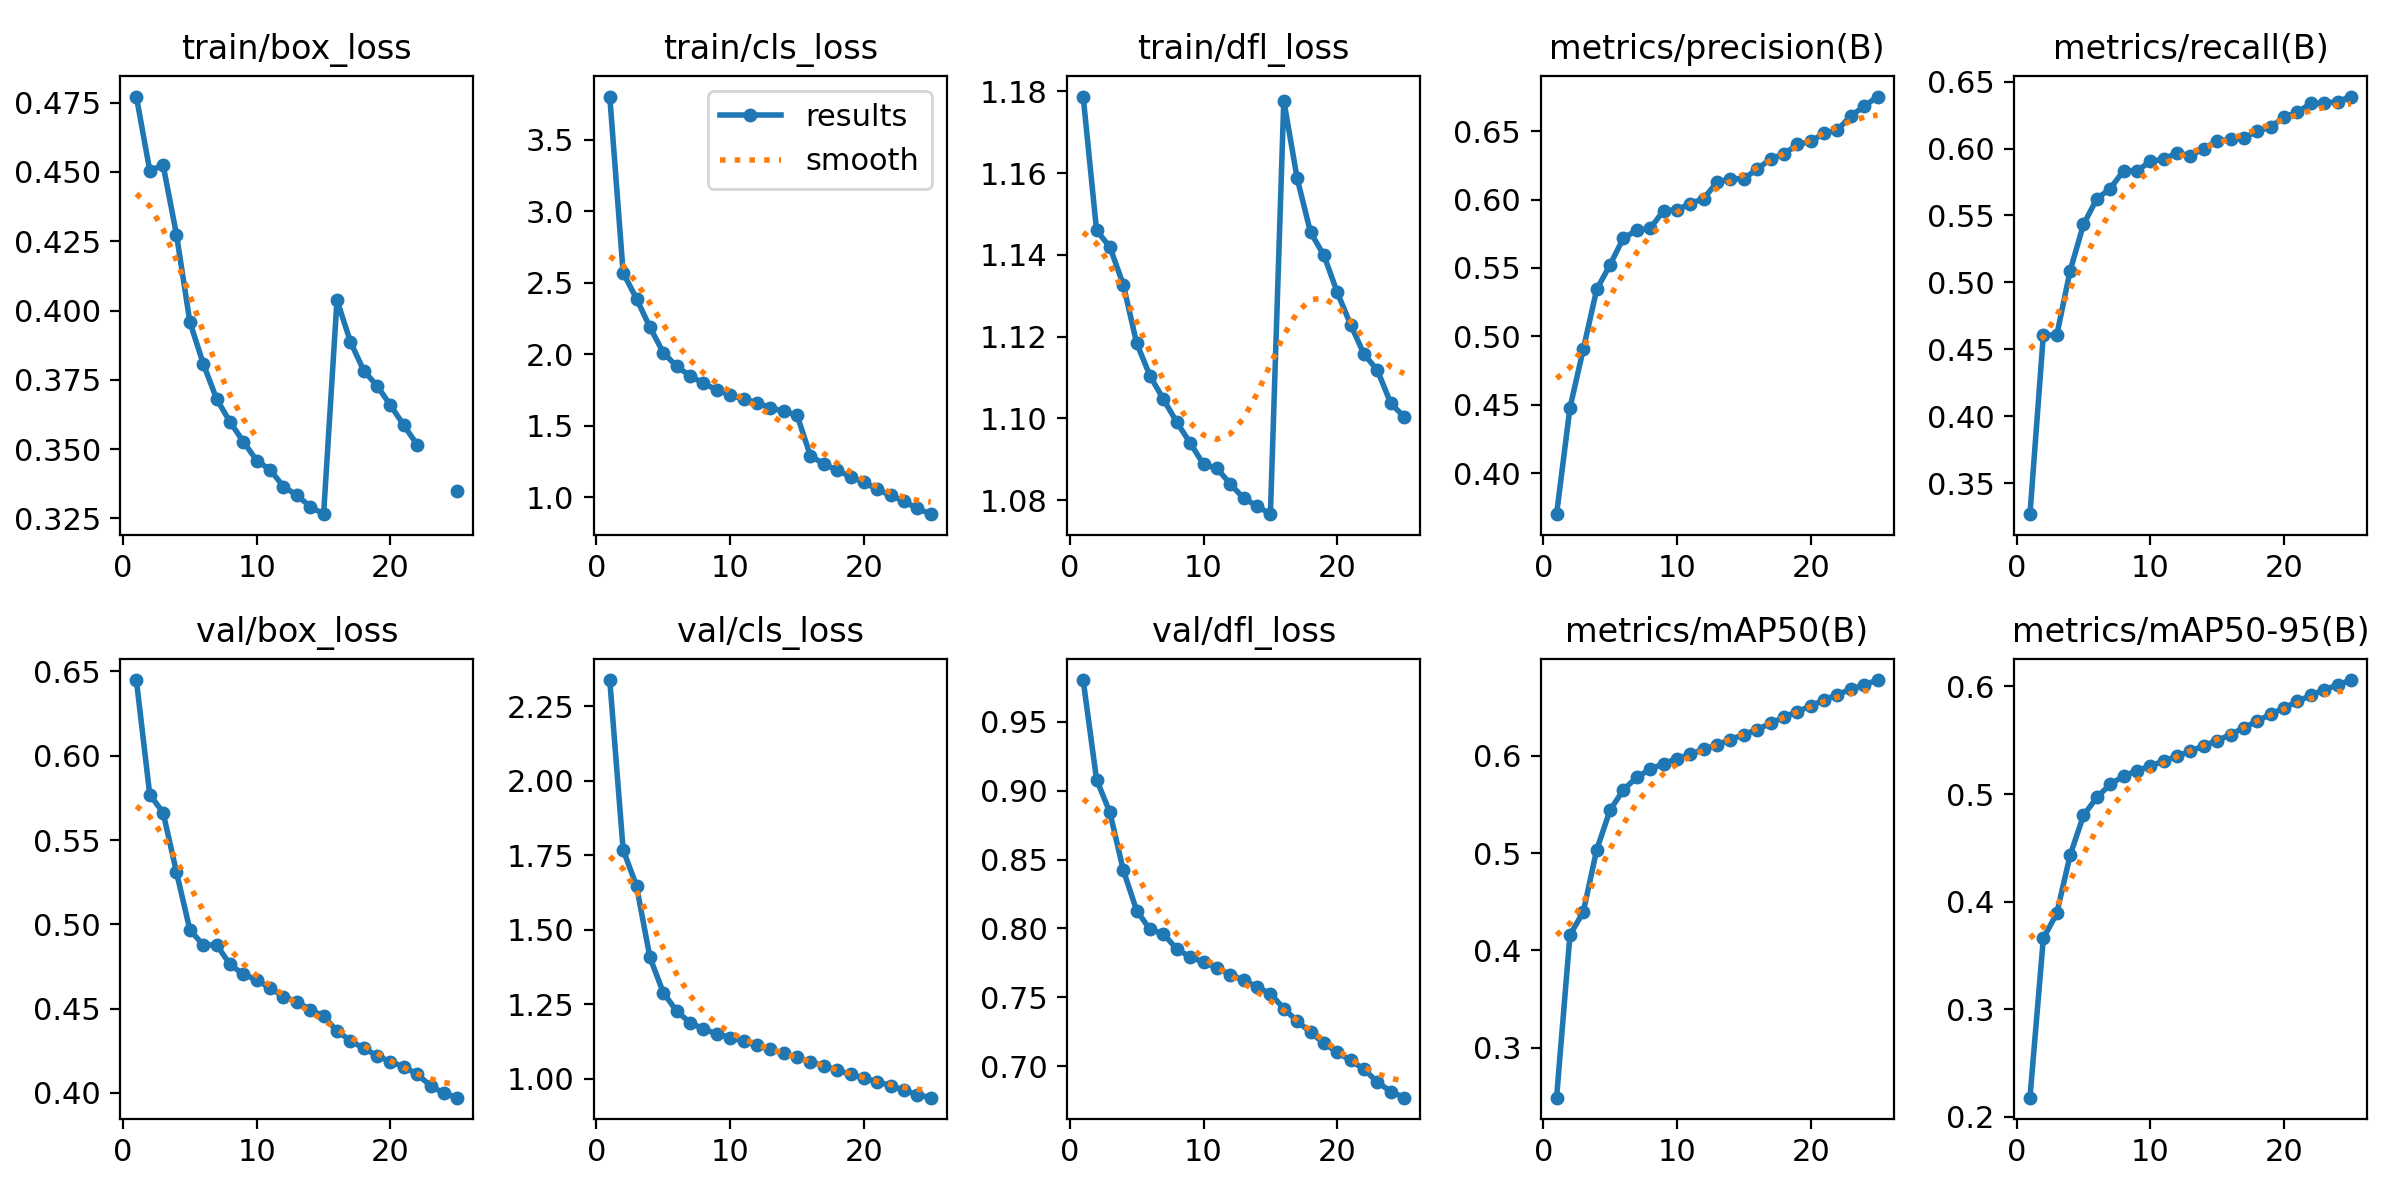 train/box_loss
train/cls_loss
train/dfl_loss
metrics/precision(B)
metrics/recall(B)
0.475
0.450
0.425
0.400
0.375
0.350
0.325
0 10 20
3.5
3.0
2.5
2.0
1.5
1.0
results
smooth
0 10 20
1.18
1.16
1.14
1.12
1.10
1.08
0 10 20
0.65
0.60
0.55
0.50
0.45
0.40
0 10 20
0.65
0.60
0.55
0.50
0.45
0.40
0.35
0 10 20
val/box_loss
val/cls_loss
val/dfl_loss
metrics/mAP50(B)
metrics/mAP50-95(B)
0.65
0.60
0.55
0.50
0.45
0.40
0 10 20
2.25
2.00
1.75
1.50
1.25
1.00
0 10 20
0.95
0.90
0.85
0.80
0.75
0.70
0 10 20
0.6
0.5
0.4
0.3
0 10 20
0.6
0.5
0.4
0.3
0.2
0 10 20